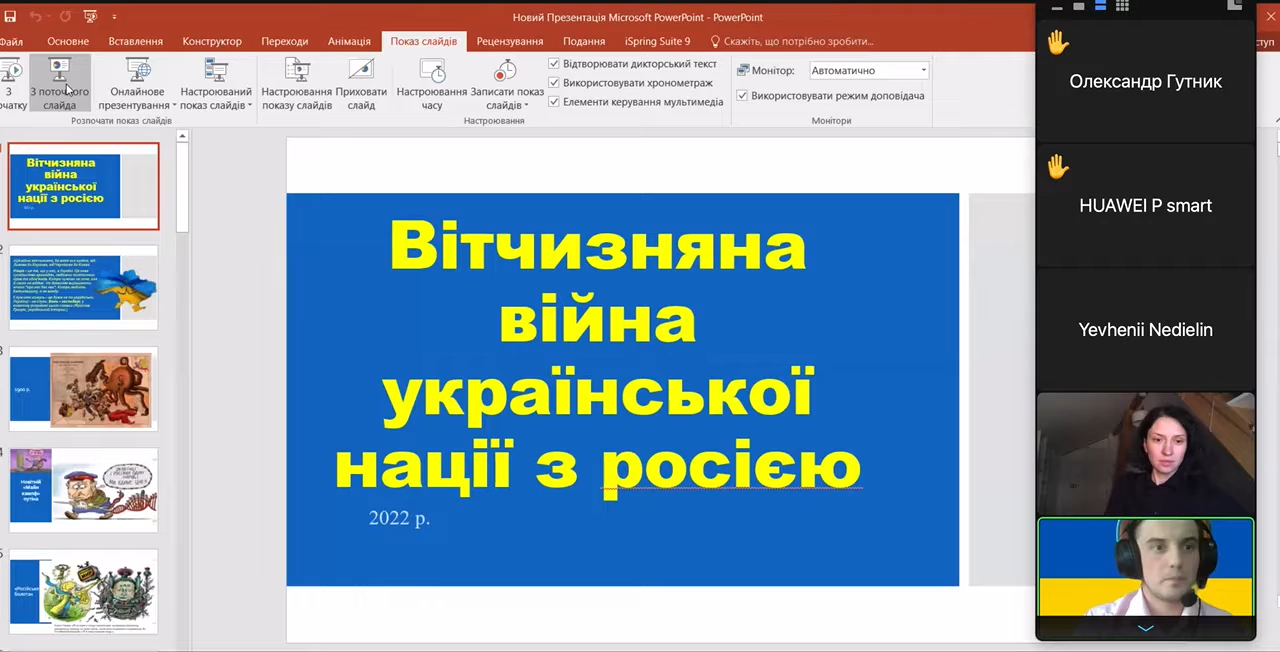 Новий Презентація Microsoft PowerPoint - PowerPoint
Файл Основне Вставлення Конструктор Переходи Анімація Показ слайдів Рецензування Подання iSpring Suite 9 Скажіть, що потрібно зробити...
З
З поточного
слайда
Онлайнове
презентування
Настроюваний
показ слайдів
Розпочати показ слайдів
Настроювання
показу слайдів
Приховати
слайд
Настроювання
часу
Записати показ
слайдів
Відтворювати дикторський текст
Використовувати хронометраж
Елементи керування мультимедіа
Настроювання
Монітор: Автоматично
Використовувати режим доповідача
Монітори
Вітчизняна
війна
української
нації з росією
2
3
1900 р.
4
Новітній
«Майн
кампф»
путіна
5
Вітчизняна
війна
української
нації з росією
2022 р.
Олександр Гутник
HUAWEI P smart
Yevhenii Nedielin